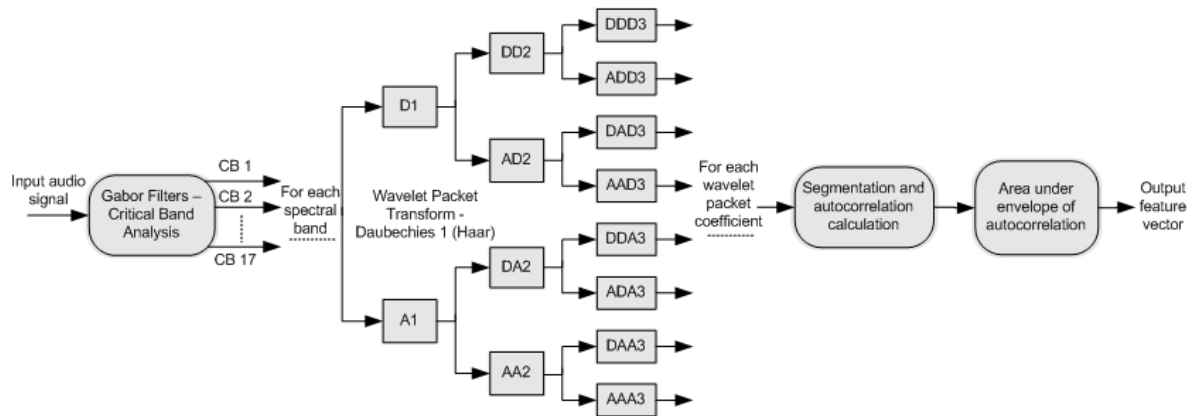 Input audio
signal
Gabor Filters –
Critical Band
Analysis
CB 1
CB 2
CB 17
For each
spectral
band
D1
A1
Wavelet Packet
Transform -
Daubechies 1 (Haar)
DD2
AD2
DA2
AA2
DDD3
ADD3
DAD3
AAD3
DDA3
ADA3
DAA3
AAA3
For each
wavelet
packet
coefficient
Segmentation and
autocorrelation
calculation
Area under
envelope of
autocorrelation
Output
feature
vector